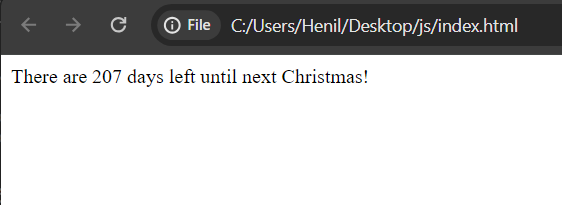 File C:/Users/Henil/Desktop/js/index.html
There are 207 days left until next Christmas!